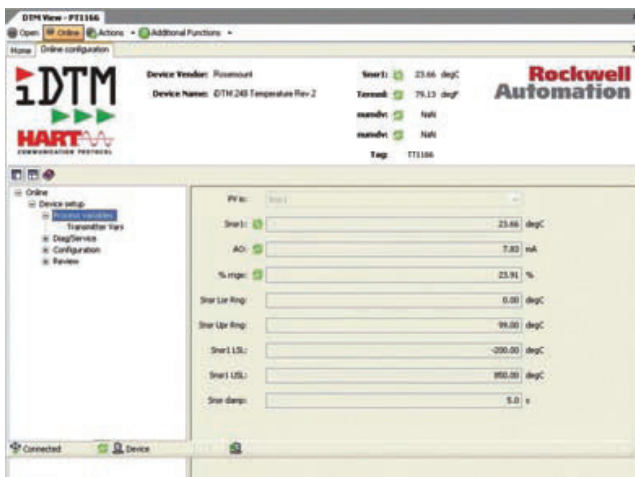 DTM View - PT1166
Open Online Actions Additional Functions
Home Online configuration
iDTM
HART
COMMUNICATION PROTOCOL
Device Vendor: Rosemount
Device Name: iDTM 248 Temperature Rev 2
Snsr1: 23.66 degC
Termnl: 79.13 degF
numdv: NaN
numdv: NaN
Tag: TT1166
Rockwell
Automation
Online
Device setup
Process variables
Transmitter Vars
Diag/Service
Configuration
Review
PV is: Snsr1
Snsr1: 23.66 degC
AO: 7.83 mA
% rnge: 23.91 %
Snsr Lwr Rng: 0.00 degC
Snsr Upr Rng: 99.00 degC
Snsr1 LSL: -200.00 degC
Snsr1 USL: 850.00 degC
Snsr damp: 5.0 s
Connected Device